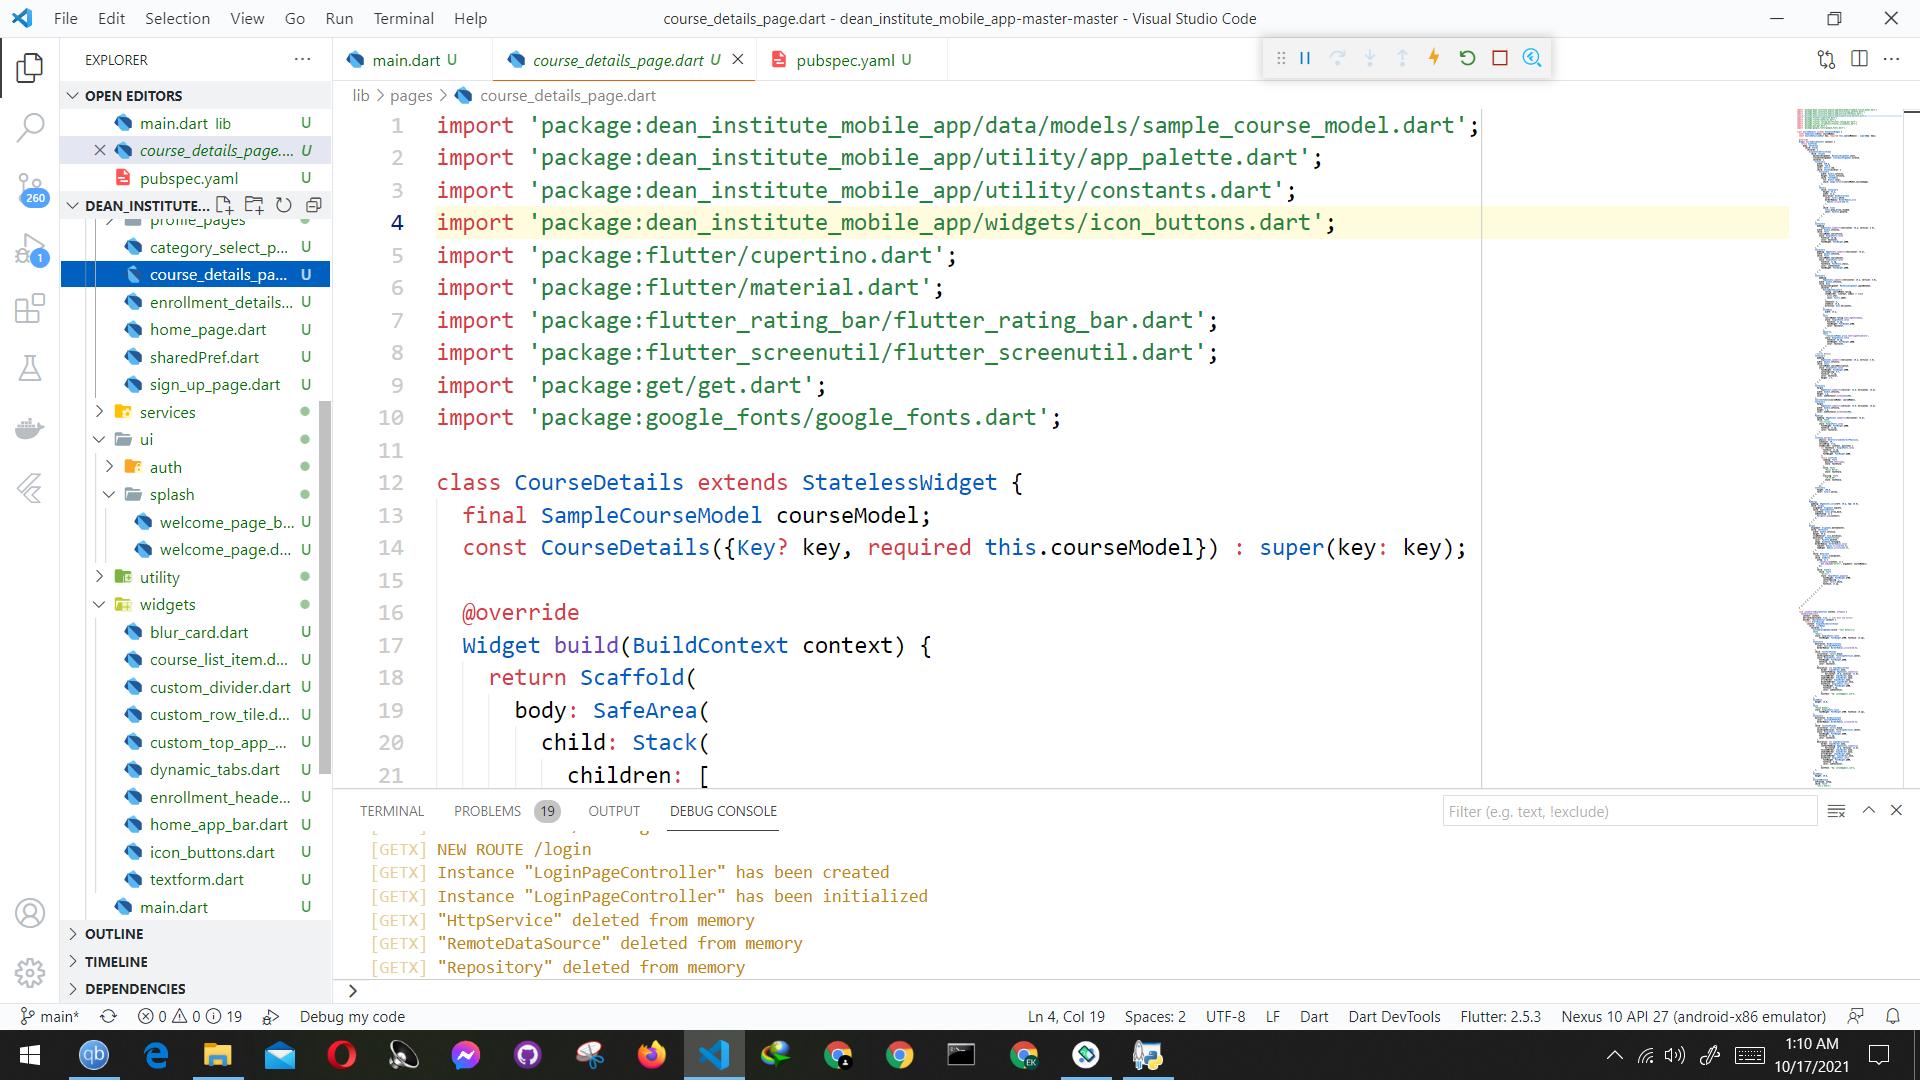 File Edit Selection View Go Run Terminal Help
course_details_page.dart - dean_institute_mobile_app-master-master - Visual Studio Code
EXPLORER
OPEN EDITORS
main.dart lib U
course_details_page.... U
pubspec.yaml U
DEAN_INSTITUTE...
profile_pages
category_select_p... U
course_details_pa... U
enrollment_details... U
home_page.dart U
sharedPref.dart U
sign_up_page.dart U
services
ui
auth
splash
welcome_page_b... U
welcome_page.d... U
utility
widgets
blur_card.dart U
course_list_item.d... U
custom_divider.dart U
custom_row_tile.d... U
custom_top_app_... U
dynamic_tabs.dart U
enrollment_heade... U
home_app_bar.dart U
icon_buttons.dart U
textform.dart U
main.dart U
OUTLINE
TIMELINE
DEPENDENCIES
260
1
main.dart U
course_details_page.dart U
pubspec.yaml U
lib > pages > course_details_page.dart
1 import 'package:dean_institute_mobile_app/data/models/sample_course_model.dart';
2 import 'package:dean_institute_mobile_app/utility/app_palette.dart';
3 import 'package:dean_institute_mobile_app/utility/constants.dart';
4 import 'package:dean_institute_mobile_app/widgets/icon_buttons.dart';
5 import 'package:flutter/cupertino.dart';
6 import 'package:flutter/material.dart';
7 import 'package:flutter_rating_bar/flutter_rating_bar.dart';
8 import 'package:flutter_screenutil/flutter_screenutil.dart';
9 import 'package:get/get.dart';
10 import 'package:google_fonts/google_fonts.dart';
11
12 class CourseDetails extends StatelessWidget {
13 final SampleCourseModel courseModel;
14 const CourseDetails({Key? key, required this.courseModel}) : super(key: key);
15
16 @override
17 Widget build(BuildContext context) {
18 return Scaffold(
19 body: SafeArea(
20 child: Stack(
21 children: [
TERMINAL PROBLEMS 19 OUTPUT DEBUG CONSOLE
Filter (e.g. text, !exclude)
[GETX] NEW ROUTE /login
[GETX] Instance "LoginPageController" has been created
[GETX] Instance "LoginPageController" has been initialized
[GETX] "HttpService" deleted from memory
[GETX] "RemoteDataSource" deleted from memory
[GETX] "Repository" deleted from memory
>
main* 0 0 19 Debug my code
Ln 4, Col 19 Spaces: 2 UTF-8 LF Dart Dart DevTools Flutter: 2.5.3 Nexus 10 API 27 (android-x86 emulator)
qb
EK
1:10 AM
10/17/2021